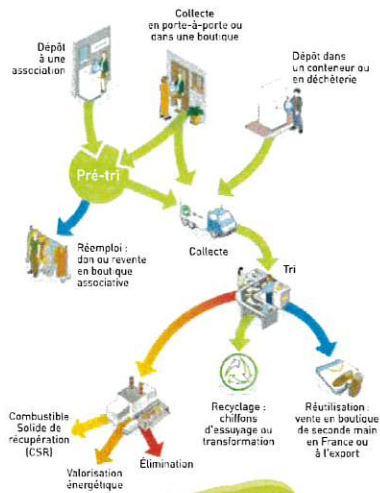 Collecte
en porte-à-porte ou
dans une boutique
Dépôt
à une
association
Dépôt dans
un conteneur ou
en déchèterie
Pré-tri
Réemploi :
don ou revente
en boutique
associative
Collecte
Tri
Combustible
Solide de
récupération
(CSR)
Valorisation
énergétique
Élimination
Recyclage :
chiffons
d'essuyage ou
transformation
Réutilisation :
vente en boutique
de seconde main
en France ou
à l'export